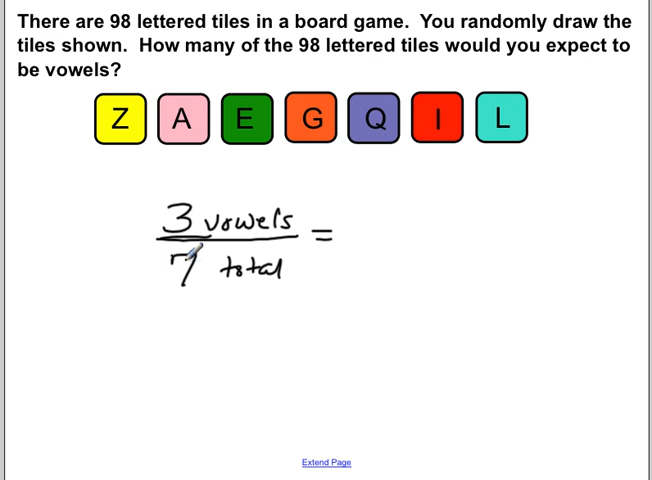 There are 98 lettered tiles in a board game. You randomly draw the
tiles shown. How many of the 98 lettered tiles would you expect to
be vowels?
Z A E G Q I L
3 vowels =
7 total
Extend Page